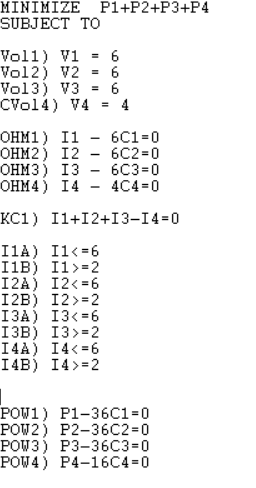 MINIMIZE P1+P2+P3+P4
SUBJECT TO
Vol1) V1 = 6
Vol2) V2 = 6
Vol3) V3 = 6
CVol4) V4 = 4
OHM1) I1 - 6C1=0
OHM2) I2 - 6C2=0
OHM3) I3 - 6C3=0
OHM4) I4 - 4C4=0
KC1) I1+I2+I3-I4=0
I1A) I1<=6
I1B) I1>=2
I2A) I2<=6
I2B) I2>=2
I3A) I3<=6
I3B) I3>=2
I4A) I4<=6
I4B) I4>=2
POW1) P1-36C1=0
POW2) P2-36C2=0
POW3) P3-36C3=0
POW4) P4-16C4=0